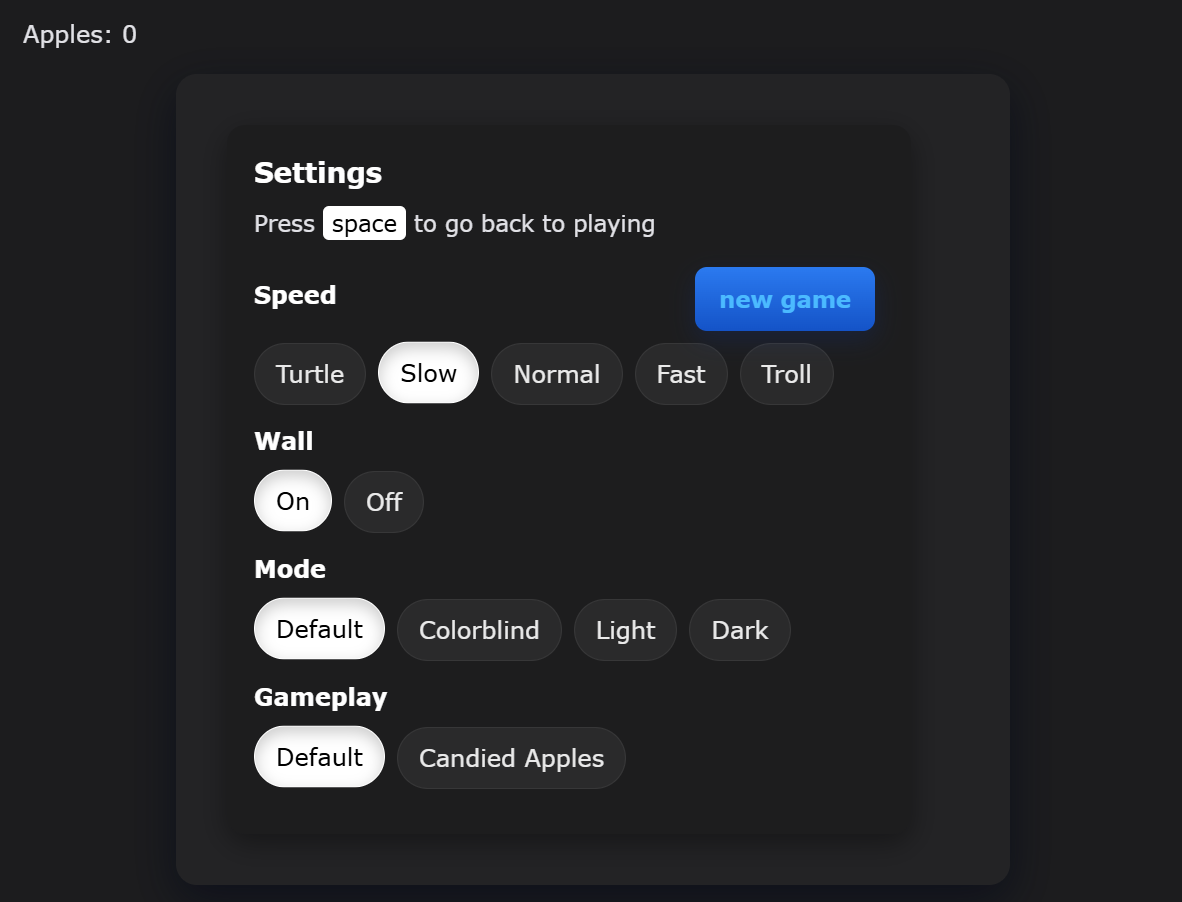 Apples: 0
Settings
Press space to go back to playing
Speed
new game
Turtle Slow Normal Fast Troll
Wall
On Off
Mode
Default Colorblind Light Dark
Gameplay
Default Candied Apples